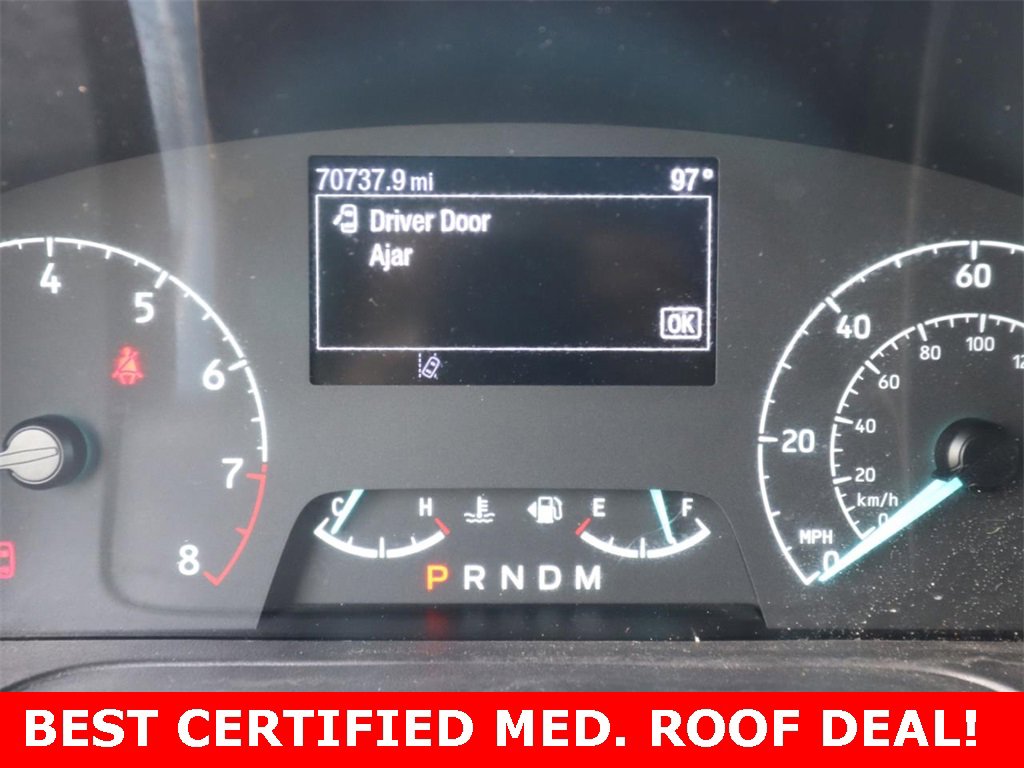 70737.9 mi 97°
Driver Door
Ajar
OK
4
5
6
7
8
60
40
20
0
MPH
100
80
60
40
20
0
km/h
C H E F
P R N D M
BEST CERTIFIED MED. ROOF DEAL!